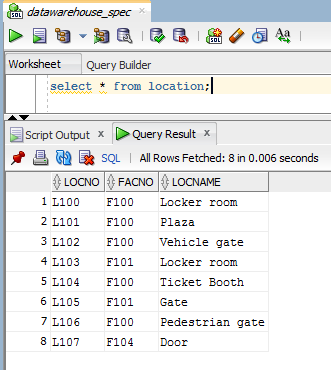 datawarehouse_spec
SQL
Aa
Worksheet Query Builder
select * from location;
Script Output Query Result
SQL All Rows Fetched: 8 in 0.006 seconds
LOCNO FACNO LOCNAME
1 L100 F100 Locker room
2 L101 F100 Plaza
3 L102 F100 Vehicle gate
4 L103 F101 Locker room
5 L104 F100 Ticket Booth
6 L105 F101 Gate
7 L106 F100 Pedestrian gate
8 L107 F104 Door